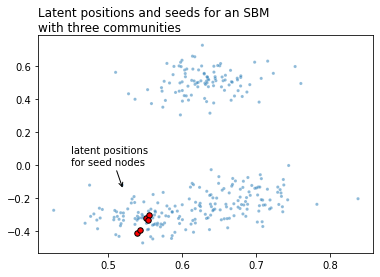 Latent positions and seeds for an SBM
with three communities
0.6
0.4
0.2
0.0
−0.2
−0.4
latent positions
for seed nodes
0.5 0.6 0.7 0.8